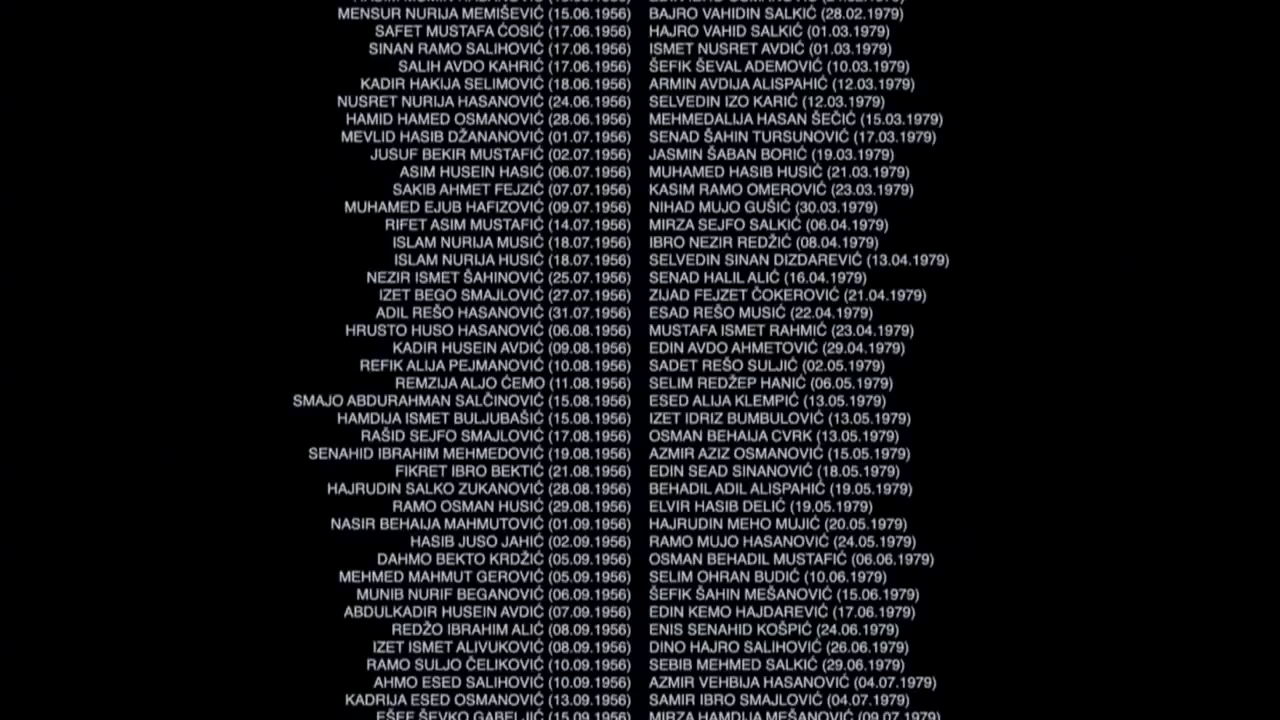 MENSUR NURIJA MEMIŠEVIĆ (15.06.1956)
SAFET MUSTAFA ĆOSIĆ (17.06.1956)
SINAN RAMO SALIHOVIĆ (17.06.1956)
SALIH AVDO KAHRIĆ (17.06.1956)
KADIR HAKIJA SELIMOVIĆ (18.06.1956)
NUSRET NURIJA HASANOVIĆ (24.06.1956)
HAMID HAMED OSMANOVIĆ (28.06.1956)
MEVLID HASIB DŽANANOVIĆ (01.07.1956)
JUSUF BEKIR MUSTAFIĆ (02.07.1956)
ASIM HUSEIN HASIĆ (06.07.1956)
SAKIB AHMET FEJZIĆ (07.07.1956)
MUHAMED EJUB HAFIZOVIĆ (09.07.1956)
RIFET ASIM MUSTAFIĆ (14.07.1956)
ISLAM NURIJA MUSIĆ (18.07.1956)
ISLAM NURIJA HUSIĆ (18.07.1956)
NEZIR ISMET ŠAHINOVIĆ (25.07.1956)
IZET BEGO SMAJLOVIĆ (27.07.1956)
ADIL REŠO HASANOVIĆ (31.07.1956)
HRUSTO HUSO HASANOVIĆ (06.08.1956)
KADIR HUSEIN AVDIĆ (09.08.1956)
REFIK ALIJA PEJMANOVIĆ (10.08.1956)
REMZIJA ALJO ĆEMO (11.08.1956)
SMAJO ABDURAHMAN SALČINOVIĆ (15.08.1956)
HAMDIJA ISMET BULJUBAŠIĆ (15.08.1956)
RAŠID SEJFO SMAJLOVIĆ (17.08.1956)
SENAHID IBRAHIM MEHMEDOVIĆ (19.08.1956)
FIKRET IBRO BEKTIĆ (21.08.1956)
HAJRUDIN SALKO ZUKANOVIĆ (28.08.1956)
RAMO OSMAN HUSIĆ (29.08.1956)
NASIR BEHAIJA MAHMUTOVIĆ (01.09.1956)
HASIB JUSO JAHIĆ (02.09.1956)
DAHMO BEKTO KRDŽIĆ (05.09.1956)
MEHMED MAHMUT GEROVIĆ (05.09.1956)
MUNIB NURIF BEGANOVIĆ (06.09.1956)
ABDULKADIR HUSEIN AVDIĆ (07.09.1956)
REDŽO IBRAHIM ALIĆ (08.09.1956)
IZET ISMET ALIVUKOVIĆ (08.09.1956)
RAMO SULJO ČELIKOVIĆ (10.09.1956)
AHMO ESED SALIHOVIĆ (10.09.1956)
KADRIJA ESED OSMANOVIĆ (13.09.1956)
ŠEVKO GABELJIĆ (15.09.1956)
BAJRO VAHIDIN SALKIĆ (28.02.1979)
HAJRO VAHID SALKIĆ (01.03.1979)
ISMET NUSRET AVDIĆ (01.03.1979)
ŠEFIK ŠEVAL ADEMOVIĆ (10.03.1979)
ARMIN AVDIJA ALISPAHIĆ (12.03.1979)
SELVEDIN IZO KARIĆ (12.03.1979)
MEHMEDALIJA HASAN ŠEČIĆ (15.03.1979)
SENAD ŠAHIN TURSUNOVIĆ (17.03.1979)
JASMIN ŠABAN BORIĆ (19.03.1979)
MUHAMED HASIB HUSIĆ (21.03.1979)
KASIM RAMO OMEROVIĆ (23.03.1979)
NIHAD MUJO GUŠIĆ (30.03.1979)
MIRZA SEJFO SALKIĆ (06.04.1979)
IBRO NEZIR REDŽIĆ (08.04.1979)
SELVEDIN SINAN DIZDAREVIĆ (13.04.1979)
SENAD HALIL ALIĆ (16.04.1979)
ZIJAD FEJZET ČOKEROVIĆ (21.04.1979)
ESAD REŠO MUSIĆ (22.04.1979)
MUSTAFA ISMET RAHMIĆ (23.04.1979)
EDIN AVDO AHMETOVIĆ (29.04.1979)
SADET REŠO SULJIĆ (02.05.1979)
SELIM REDŽEP HANIĆ (06.05.1979)
ESED ALIJA KLEMPIĆ (13.05.1979)
IZET IDRIZ BUMBULOVIĆ (13.05.1979)
OSMAN BEHAIJA CVRK (13.05.1979)
AZMIR AZIZ OSMANOVIĆ (15.05.1979)
EDIN SEAD SINANOVIĆ (18.05.1979)
BEHADIL ADIL ALISPAHIĆ (19.05.1979)
ELVIR HASIB DELIĆ (19.05.1979)
HAJRUDIN MEHO MUJIĆ (20.05.1979)
RAMO MUJO HASANOVIĆ (24.05.1979)
OSMAN BEHADIL MUSTAFIĆ (06.06.1979)
SELIM OHRAN BUDIĆ (10.06.1979)
ŠEFIK ŠAHIN MEŠANOVIĆ (15.06.1979)
EDIN KEMO HAJDAREVIĆ (17.06.1979)
ENIS SENAHID KOŠPIĆ (24.06.1979)
DINO HAJRO SALIHOVIĆ (26.06.1979)
SEBIB MEHMED SALKIĆ (29.06.1979)
AZMIR VEHBIJA HASANOVIĆ (04.07.1979)
SAMIR IBRO SMAJLOVIĆ (04.07.1979)
MIRZA HAMDIJA MEŠANOVIĆ (09.07.1979)